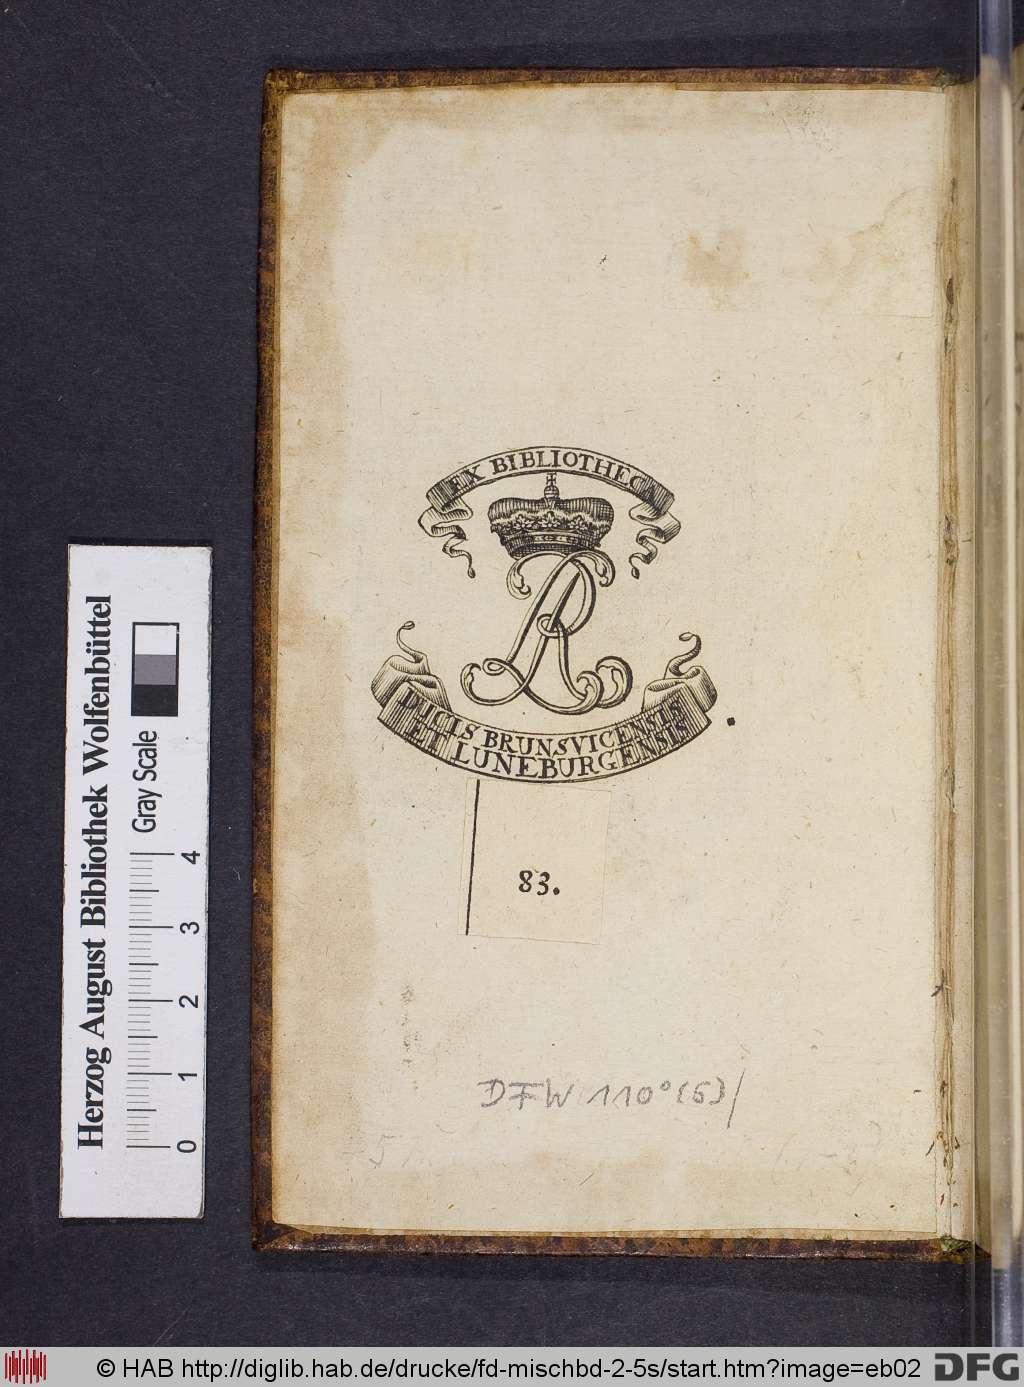 EX BIBLIOTHECA
DUCIS BRUNSVICENSIS
ET LUNEBURGENSIS
83.
DFW 110° (6)
Herzog August Bibliothek Wolfenbüttel
Gray Scale
0 1 2 3 4
© HAB http://diglib.hab.de/drucke/fd-mischbd-2-5s/start.htm?image=eb02
DFG